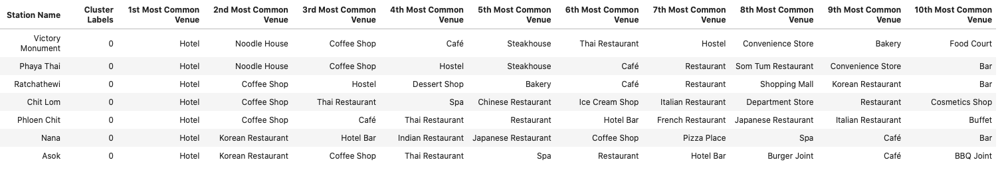 Station Name Cluster Labels 1st Most Common Venue 2nd Most Common Venue 3rd Most Common Venue 4th Most Common Venue 5th Most Common Venue 6th Most Common Venue 7th Most Common Venue 8th Most Common Venue 9th Most Common Venue 10th Most Common Venue
Victory Monument 0 Hotel Noodle House Coffee Shop Café Steakhouse Thai Restaurant Hostel Convenience Store Bakery Food Court
Phaya Thai 0 Hotel Noodle House Coffee Shop Hostel Steakhouse Café Restaurant Som Tum Restaurant Convenience Store Bar
Ratchathewi 0 Hotel Coffee Shop Hostel Dessert Shop Bakery Café Restaurant Shopping Mall Korean Restaurant Bar
Chit Lom 0 Hotel Coffee Shop Thai Restaurant Spa Chinese Restaurant Ice Cream Shop Italian Restaurant Department Store Restaurant Cosmetics Shop
Phloen Chit 0 Hotel Coffee Shop Café Thai Restaurant Restaurant Hotel Bar French Restaurant Japanese Restaurant Italian Restaurant Buffet
Nana 0 Hotel Korean Restaurant Hotel Bar Indian Restaurant Japanese Restaurant Coffee Shop Pizza Place Spa Café Bar
Asok 0 Hotel Korean Restaurant Coffee Shop Thai Restaurant Spa Restaurant Hotel Bar Burger Joint Café BBQ Joint